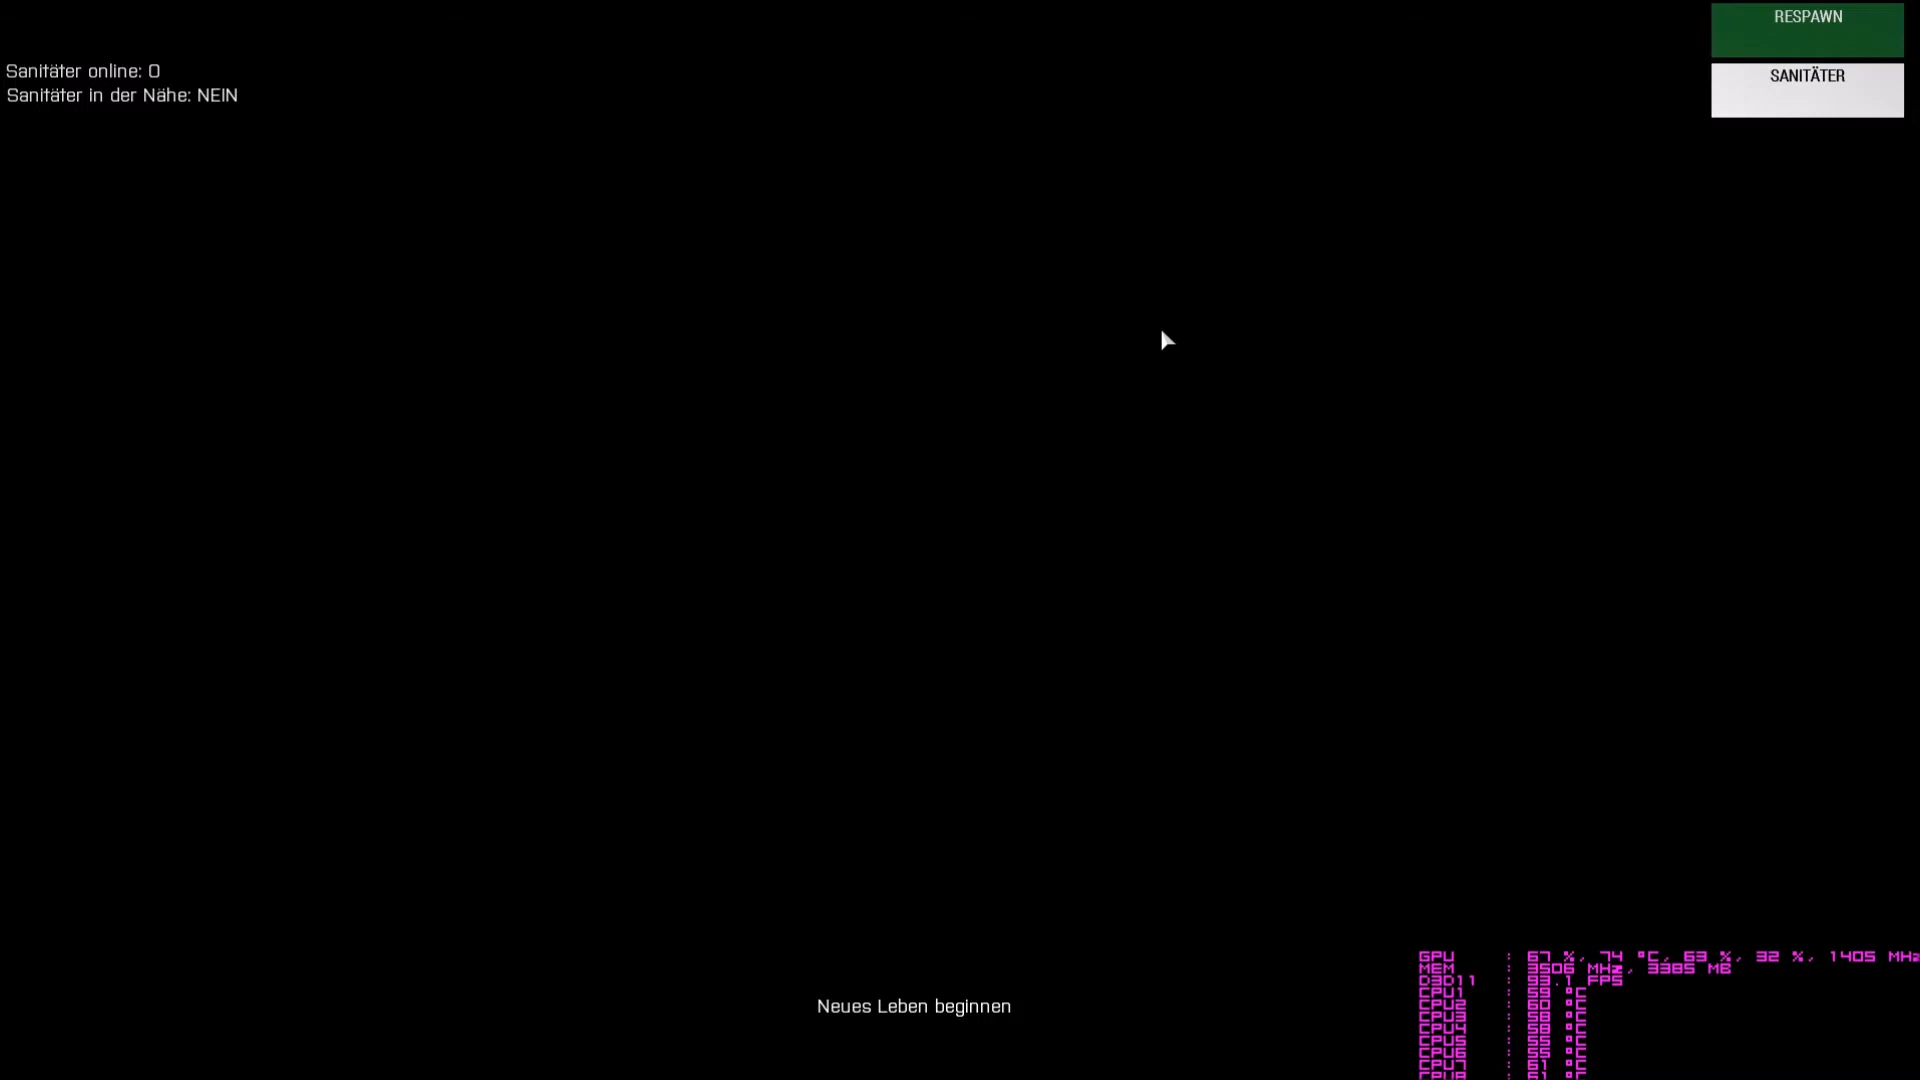 RESPAWN
Sanitäter online: 0
SANITÄTER
Sanitäter in der Nähe: NEIN
Neues Leben beginnen
GPU : 67 %, 74 °C, 63 %, 32 %, 1405 MHz
MEM : 3506 MHz, 3385 MB
D3D11 : 93.1 FPS
CPU1 : 59 °C
CPU2 : 60 °C
CPU3 : 58 °C
CPU4 : 58 °C
CPU5 : 55 °C
CPU6 : 55 °C
CPU7 : 61 °C
CPU8 : 61 °C